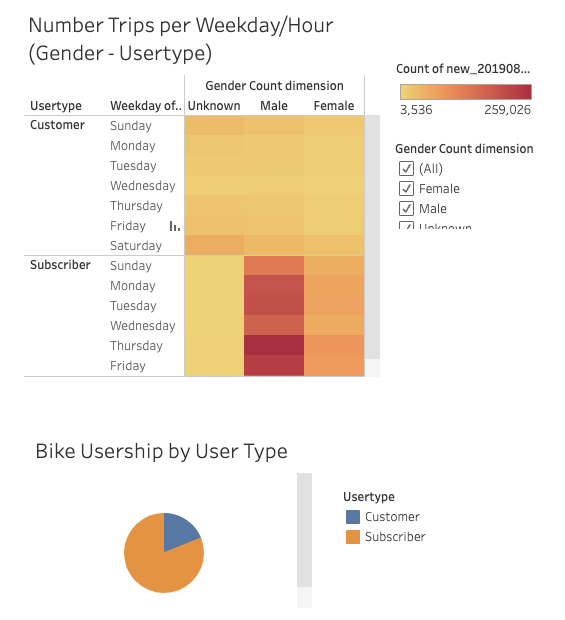 Number Trips per Weekday/Hour
(Gender - Usertype)
Count of new_201908...
3,536 259,026
Gender Count dimension
(All)
Female
Male
Unknown
Gender Count dimension
Usertype Weekday of.. Unknown Male Female
Customer Sunday
Monday
Tuesday
Wednesday
Thursday
Friday
Saturday
Subscriber Sunday
Monday
Tuesday
Wednesday
Thursday
Friday
Bike Usership by User Type
Usertype
Customer
Subscriber